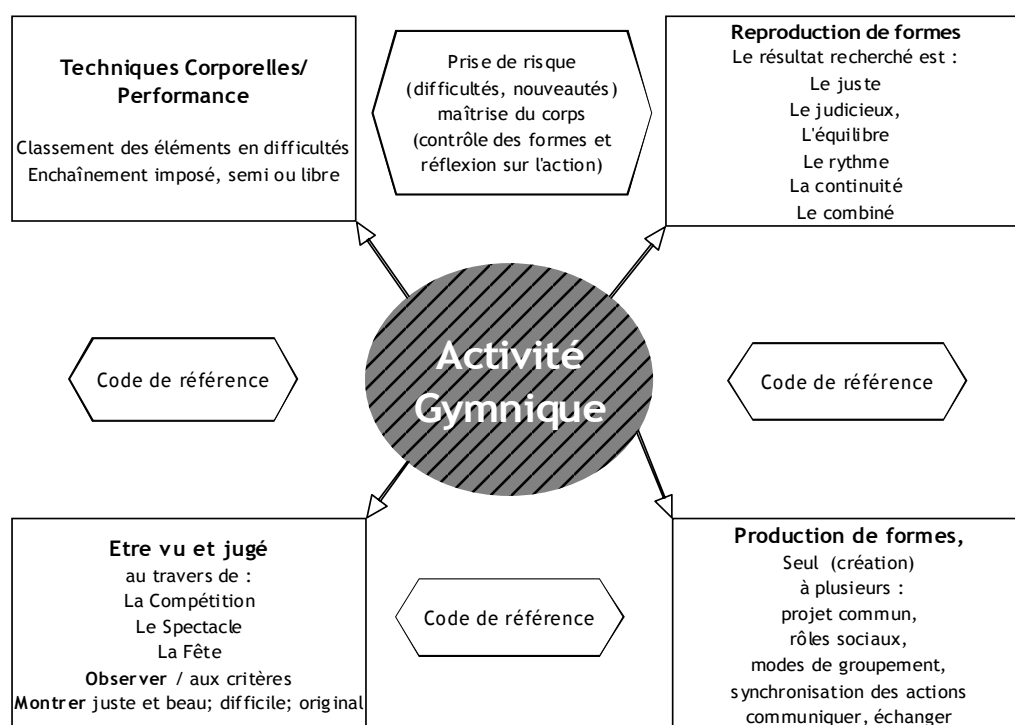 Techniques Corporelles/
Performance
Classement des éléments en difficultés
Enchaînement imposé, semi ou libre
Prise de risque
(difficultés, nouveautés)
maîtrise du corps
(contrôle des formes et
réflexion sur l'action)
Reproduction de formes
Le résultat recherché est :
Le juste
Le judicieux,
L'équilibre
Le rythme
La continuité
Le combiné
Code de référence
Activité
Gymnique
Code de référence
Etre vu et jugé
au travers de :
La Compétition
Le Spectacle
La Fête
Observer / aux critères
Montrer juste et beau; difficile; original
Code de référence
Production de formes,
Seul (création)
à plusieurs :
projet commun,
rôles sociaux,
modes de groupement,
synchronisation des actions
communiquer, échanger